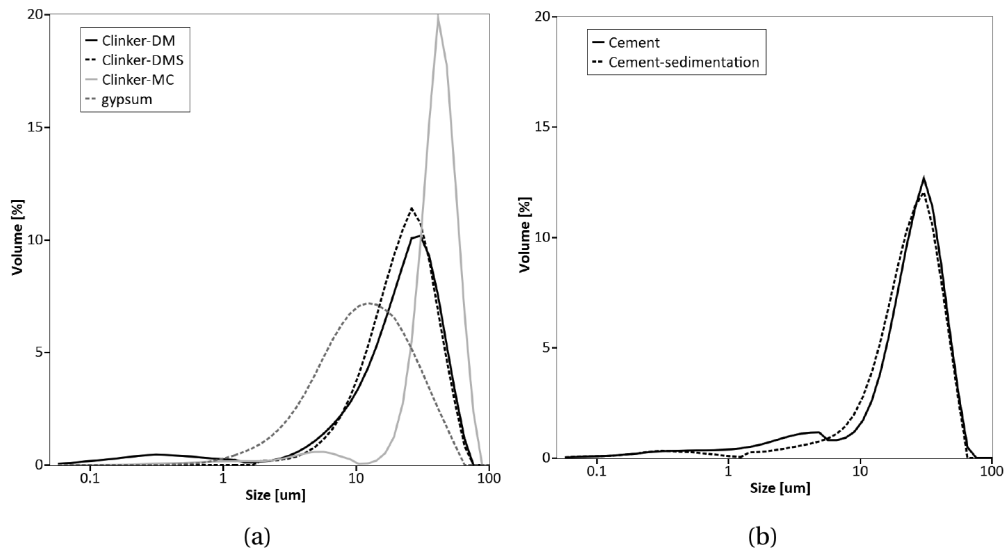 20
15
10
5
0
Volume [%]
Clinker-DM
Clinker-DMS
Clinker-MC
gypsum
0.1 1 10 100
Size [um]
(a)
20
15
10
5
0
Volume [%]
Cement
Cement-sedimentation
0.1 1 10 100
Size [um]
(b)